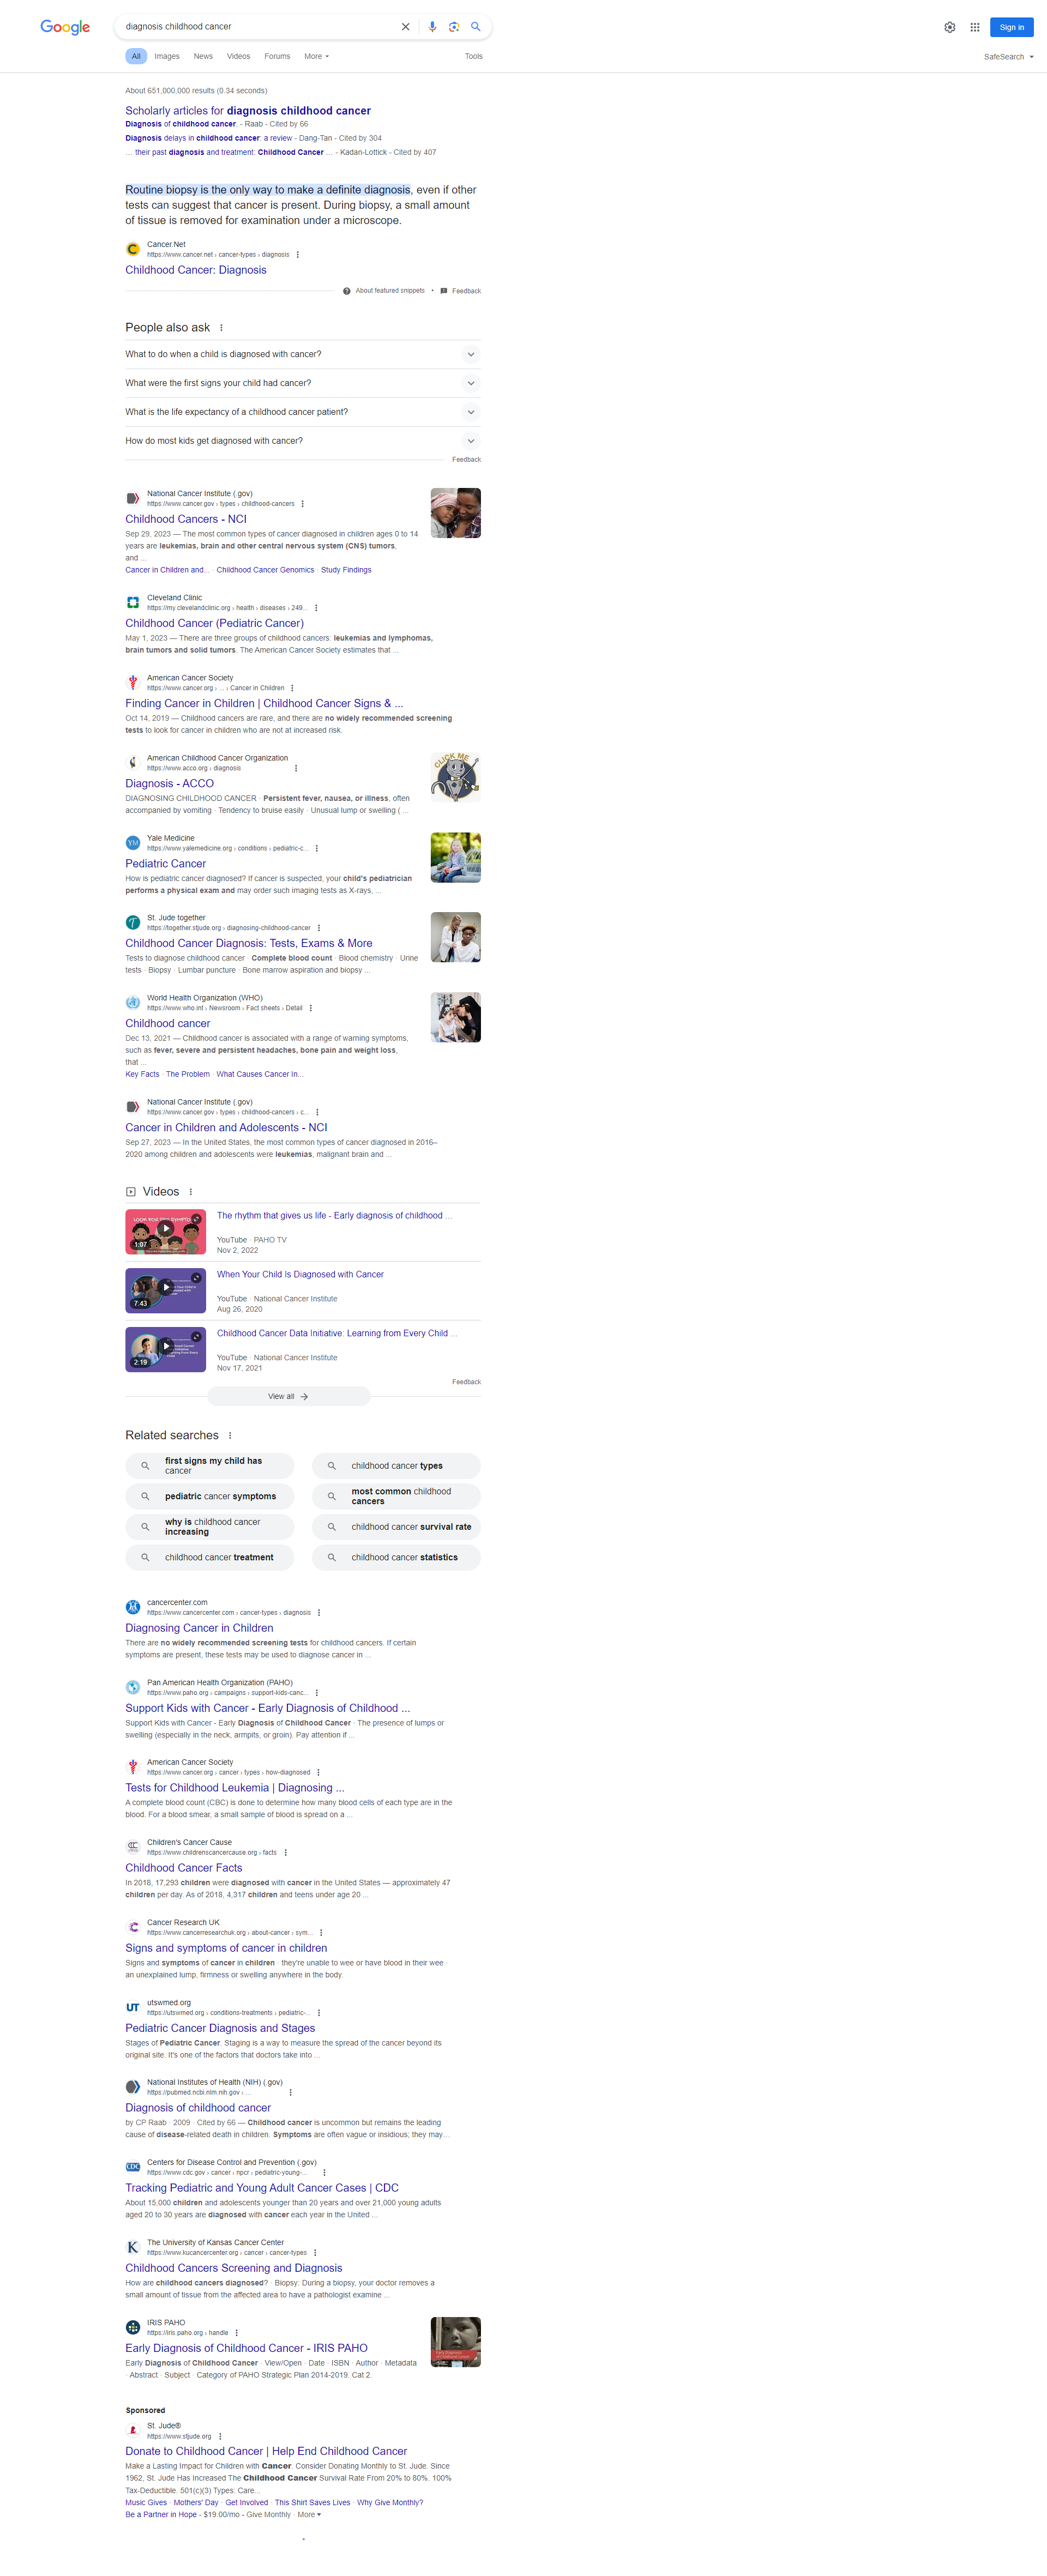 Google
diagnosis childhood cancer
Sign in
All Images News Videos Forums More Tools
SafeSearch
About 651,000,000 results (0.34 seconds)
Scholarly articles for diagnosis childhood cancer
Diagnosis of childhood cancer. - Raab - Cited by 66
Diagnosis delays in childhood cancer: a review - Dang-Tan - Cited by 304
... their past diagnosis and treatment: Childhood Cancer ... - Kadan-Lottick - Cited by 407
Routine biopsy is the only way to make a definite diagnosis, even if other
tests can suggest that cancer is present. During biopsy, a small amount
of tissue is removed for examination under a microscope.
Cancer.Net
https://www.cancer.net › cancer-types › diagnosis
Childhood Cancer: Diagnosis
About featured snippets • Feedback
People also ask
What to do when a child is diagnosed with cancer?
What were the first signs your child had cancer?
What is the life expectancy of a childhood cancer patient?
How do most kids get diagnosed with cancer?
Feedback
National Cancer Institute (.gov)
https://www.cancer.gov › types › childhood-cancers
Childhood Cancers - NCI
Sep 29, 2023 — The most common types of cancer diagnosed in children ages 0 to 14
years are leukemias, brain and other central nervous system (CNS) tumors,
and ...
Cancer in Children and... · Childhood Cancer Genomics · Study Findings
Cleveland Clinic
https://my.clevelandclinic.org › health › diseases › 249...
Childhood Cancer (Pediatric Cancer)
May 1, 2023 — There are three groups of childhood cancers: leukemias and lymphomas,
brain tumors and solid tumors. The American Cancer Society estimates that ...
American Cancer Society
https://www.cancer.org › ... › Cancer in Children
Finding Cancer in Children | Childhood Cancer Signs & ...
Oct 14, 2019 — Childhood cancers are rare, and there are no widely recommended screening
tests to look for cancer in children who are not at increased risk.
American Childhood Cancer Organization
https://www.acco.org › diagnosis
Diagnosis - ACCO
CLICK ME
DIAGNOSING CHILDHOOD CANCER · Persistent fever, nausea, or illness, often
accompanied by vomiting · Tendency to bruise easily · Unusual lump or swelling ( ...
YM
Yale Medicine
https://www.yalemedicine.org › conditions › pediatric-c...
Pediatric Cancer
How is pediatric cancer diagnosed? If cancer is suspected, your child's pediatrician
performs a physical exam and may order such imaging tests as X-rays, ...
St. Jude together
https://together.stjude.org › diagnosing-childhood-cancer
Childhood Cancer Diagnosis: Tests, Exams & More
Tests to diagnose childhood cancer · Complete blood count · Blood chemistry · Urine
tests · Biopsy · Lumbar puncture · Bone marrow aspiration and biopsy ...
World Health Organization (WHO)
https://www.who.int › Newsroom › Fact sheets › Detail
Childhood cancer
Dec 13, 2021 — Childhood cancer is associated with a range of warning symptoms,
such as fever, severe and persistent headaches, bone pain and weight loss,
that ...
Key Facts · The Problem · What Causes Cancer In...
National Cancer Institute (.gov)
https://www.cancer.gov › types › childhood-cancers › c...
Cancer in Children and Adolescents - NCI
Sep 27, 2023 — In the United States, the most common types of cancer diagnosed in 2016–
2020 among children and adolescents were leukemias, malignant brain and ...
Videos
1:07
The rhythm that gives us life - Early diagnosis of childhood ...
YouTube · PAHO TV
Nov 2, 2022
7:43
When Your Child Is Diagnosed with Cancer
YouTube · National Cancer Institute
Aug 26, 2020
2:19
Childhood Cancer Data Initiative: Learning from Every Child ...
YouTube · National Cancer Institute
Nov 17, 2021
Feedback
View all
Related searches
first signs my child has
cancer
childhood cancer types
pediatric cancer symptoms
most common childhood
cancers
why is childhood cancer
increasing
childhood cancer survival rate
childhood cancer treatment
childhood cancer statistics
cancercenter.com
https://www.cancercenter.com › cancer-types › diagnosis
Diagnosing Cancer in Children
There are no widely recommended screening tests for childhood cancers. If certain
symptoms are present, these tests may be used to diagnose cancer in ...
Pan American Health Organization (PAHO)
https://www.paho.org › campaigns › support-kids-canc...
Support Kids with Cancer - Early Diagnosis of Childhood ...
Support Kids with Cancer - Early Diagnosis of Childhood Cancer · The presence of lumps or
swelling (especially in the neck, armpits, or groin). Pay attention if ...
American Cancer Society
https://www.cancer.org › cancer › types › how-diagnosed
Tests for Childhood Leukemia | Diagnosing ...
A complete blood count (CBC) is done to determine how many blood cells of each type are in the
blood. For a blood smear, a small sample of blood is spread on a ...
Children's Cancer Cause
https://www.childrenscancercause.org › facts
Childhood Cancer Facts
In 2018, 17,293 children were diagnosed with cancer in the United States — approximately 47
children per day. As of 2018, 4,317 children and teens under age 20 ...
Cancer Research UK
https://www.cancerresearchuk.org › about-cancer › sym...
Signs and symptoms of cancer in children
Signs and symptoms of cancer in children · they're unable to wee or have blood in their wee ·
an unexplained lump, firmness or swelling anywhere in the body.
UT
utswmed.org
https://utswmed.org › conditions-treatments › pediatric-...
Pediatric Cancer Diagnosis and Stages
Stages of Pediatric Cancer. Staging is a way to measure the spread of the cancer beyond its
original site. It's one of the factors that doctors take into ...
National Institutes of Health (NIH) (.gov)
https://pubmed.ncbi.nlm.nih.gov › ...
Diagnosis of childhood cancer
by CP Raab · 2009 · Cited by 66 — Childhood cancer is uncommon but remains the leading
cause of disease-related death in children. Symptoms are often vague or insidious; they may...
CDC
Centers for Disease Control and Prevention (.gov)
https://www.cdc.gov › cancer › npcr › pediatric-young-...
Tracking Pediatric and Young Adult Cancer Cases | CDC
About 15,000 children and adolescents younger than 20 years and over 21,000 young adults
aged 20 to 30 years are diagnosed with cancer each year in the United ...
K
The University of Kansas Cancer Center
https://www.kucancercenter.org › cancer › cancer-types
Childhood Cancers Screening and Diagnosis
How are childhood cancers diagnosed? · Biopsy: During a biopsy, your doctor removes a
small amount of tissue from the affected area to have a pathologist examine ...
IRIS PAHO
https://iris.paho.org › handle
Early Diagnosis of Childhood Cancer - IRIS PAHO
Early Diagnosis of Childhood Cancer · View/Open · Date · ISBN · Author · Metadata
· Abstract · Subject · Category of PAHO Strategic Plan 2014-2019. Cat 2.
Sponsored
St. Jude®
https://www.stjude.org
Donate to Childhood Cancer | Help End Childhood Cancer
Make a Lasting Impact for Children with Cancer. Consider Donating Monthly to St. Jude. Since
1962, St. Jude Has Increased The Childhood Cancer Survival Rate From 20% to 80%. 100%
Tax-Deductible. 501(c)(3) Types: Care...
Music Gives · Mothers' Day · Get Involved · This Shirt Saves Lives · Why Give Monthly?
Be a Partner in Hope - $19.00/mo - Give Monthly · More